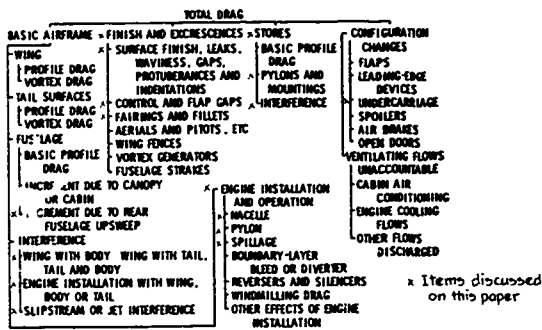 TOTAL DRAG
BASIC AIRFRAME
WING
PROFILE DRAG
VORTEX DRAG
TAIL SURFACES
PROFILE DRAG
VORTEX DRAG
FUSELAGE
BASIC PROFILE
DRAG
DUE TO CANOPY
OR CABIN
DUE TO REAR
FUSELAGE UPSWEEP
INTERFERENCE
x WING WITH BODY WING WITH TAIL,
TAIL AND BODY
x ENGINE INSTALLATION WITH WING,
BODY OR TAIL
x SLIPSTREAM OR JET INTERFERENCE
x FINISH AND EXCRESCENCES
x SURFACE FINISH, LEAKS,
WAVINESS, GAPS,
PROTUBERANCES AND
INDENTATIONS
x CONTROL AND FLAP GAPS
x FAIRINGS AND FILLETS
AERIALS AND PITOTS, ETC
WING FENCES
VORTEX GENERATORS
FUSELAGE STRAKES
x STORES
BASIC PROFILE
DRAG
x PYLONS AND
MOUNTINGS
x INTERFERENCE
x ENGINE INSTALLATION
AND OPERATION
x NACELLE
x PYLON
x SPILLAGE
BOUNDARY-LAYER
BLEED OR DIVERTER
REVERSERS AND SILENCERS
WINDMILLING DRAG
OTHER EFFECTS OF ENGINE
INSTALLATION
CONFIGURATION
CHANGES
FLAPS
LEADING-EDGE
DEVICES
x UNDERCARRIAGE
SPOILERS
AIR BRAKES
OPEN DOORS
VENTILATING FLOWS
UNACCOUNTABLE
CABIN AIR
CONDITIONING
ENGINE COOLING
FLOWS
OTHER FLOWS
DISCHARGED
x Items discussed
on this paper